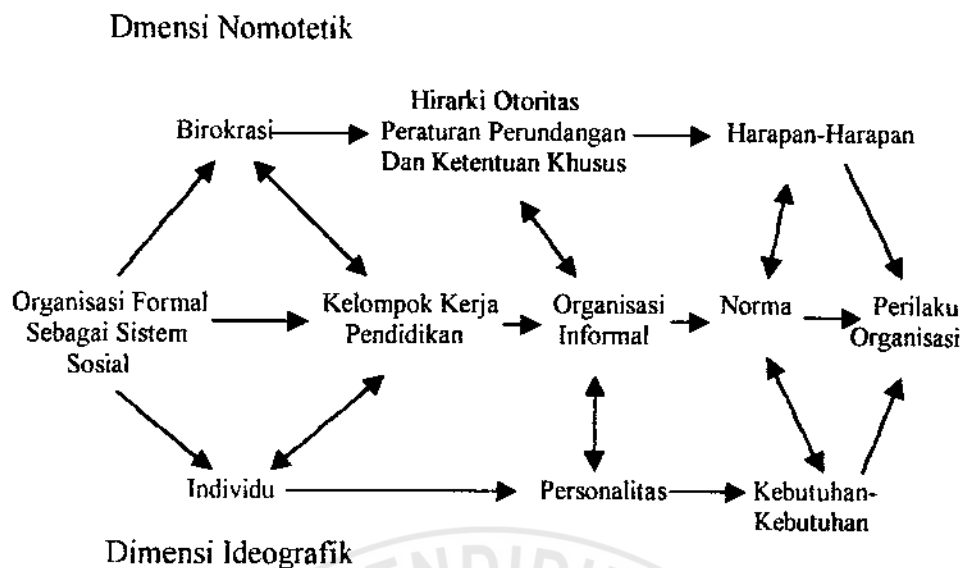 Dmensi Nomotetik
Hirarki Otoritas
Birokrasi
Peraturan Perundangan
Harapan-Harapan
Dan Ketentuan Khusus
Organisasi Formal
Sebagai Sistem
Sosial
Kelompok Kerja
Pendidikan
Organisasi
Informal
Norma
Perilaku
Organisasi
Individu
Personalitas
Kebutuhan-
Kebutuhan
Dimensi Ideografik